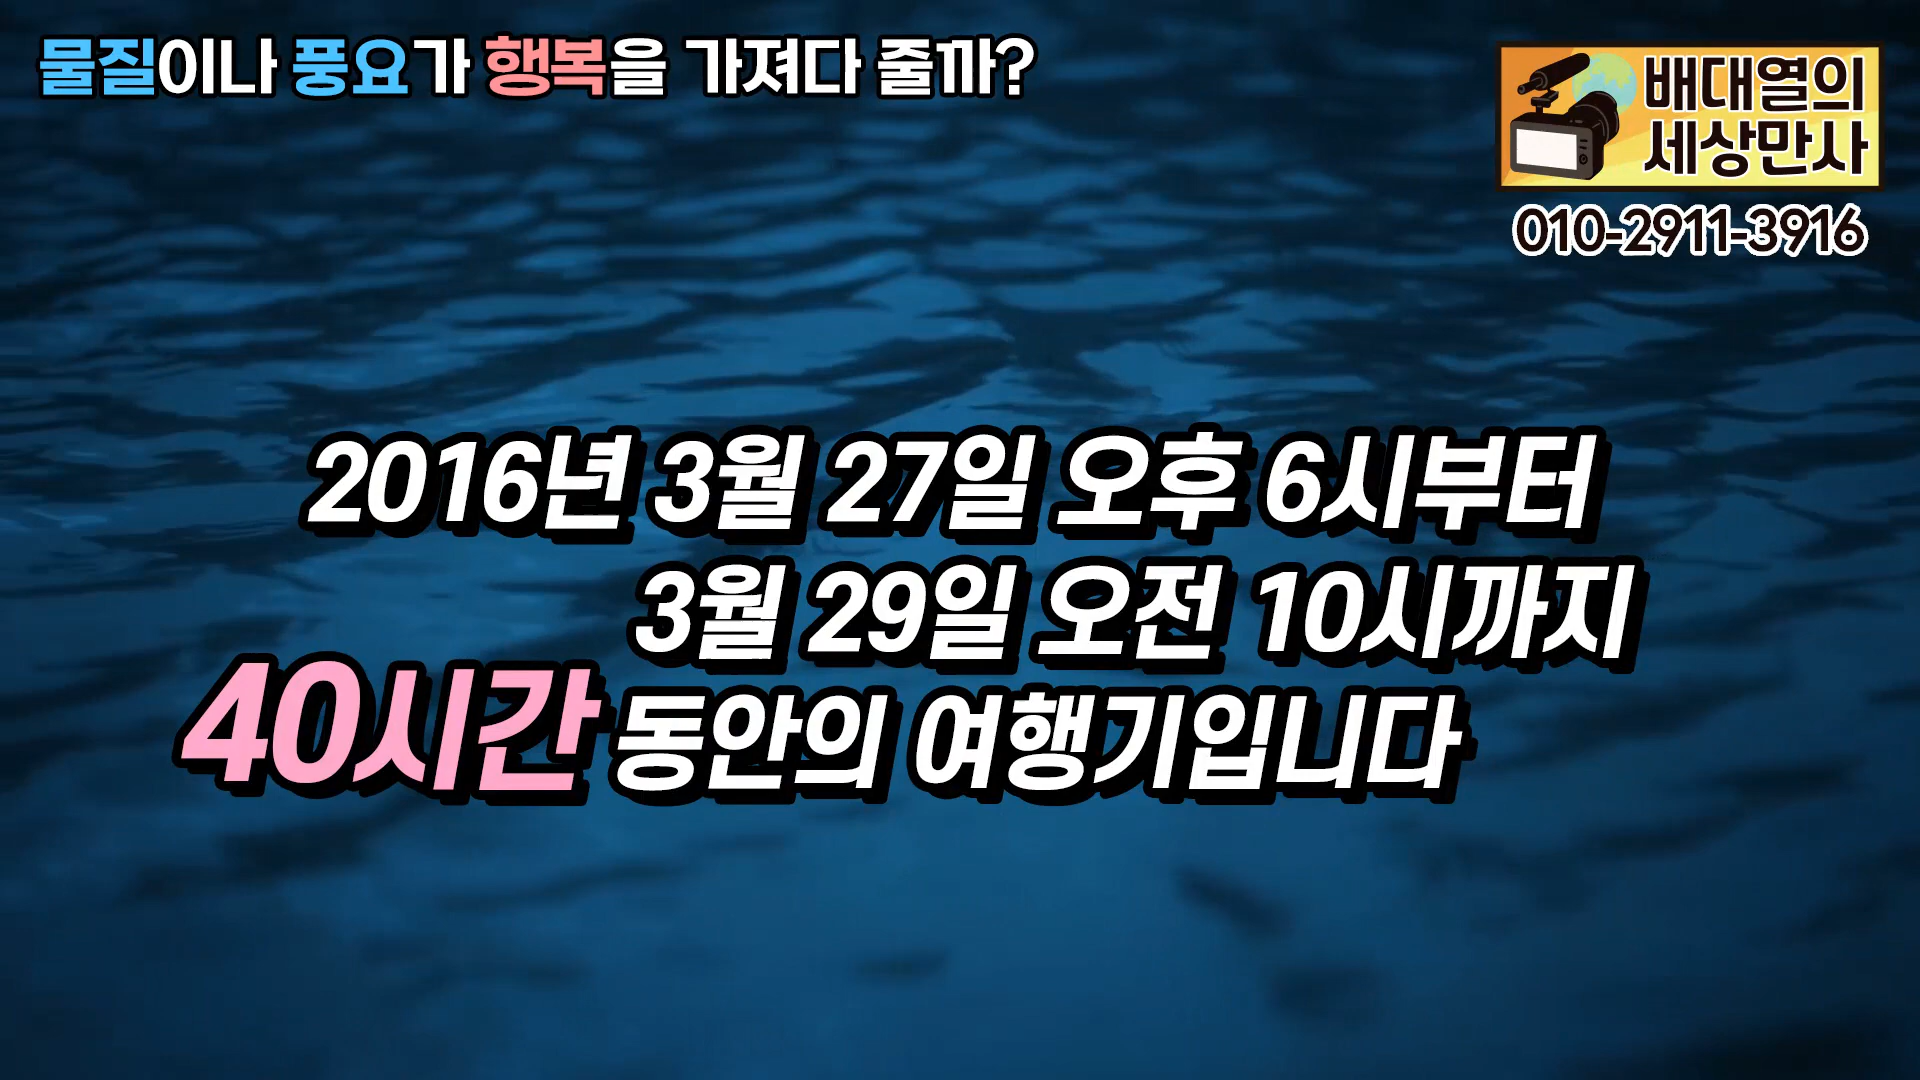 물질이나 풍요가 행복을 가져다 줄까?
배대열의
세상만사
010-2911-3916
2016년 3월 27일 오후 6시부터
3월 29일 오전 10시까지
40시간 동안의 여행기입니다